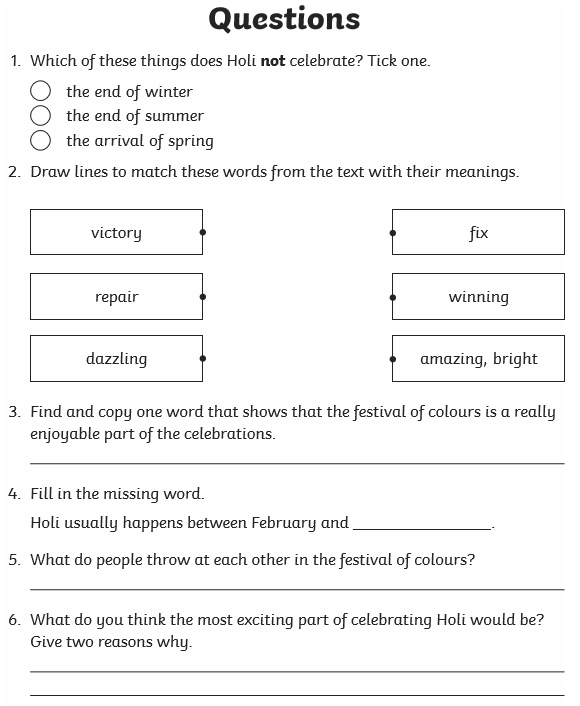 Questions
1. Which of these things does Holi not celebrate? Tick one.
the end of winter
the end of summer
the arrival of spring
2. Draw lines to match these words from the text with their meanings.
victory fix
repair winning
dazzling amazing, bright
3. Find and copy one word that shows that the festival of colours is a really
enjoyable part of the celebrations.
4. Fill in the missing word.
Holi usually happens between February and ________________.
5. What do people throw at each other in the festival of colours?
6. What do you think the most exciting part of celebrating Holi would be?
Give two reasons why.